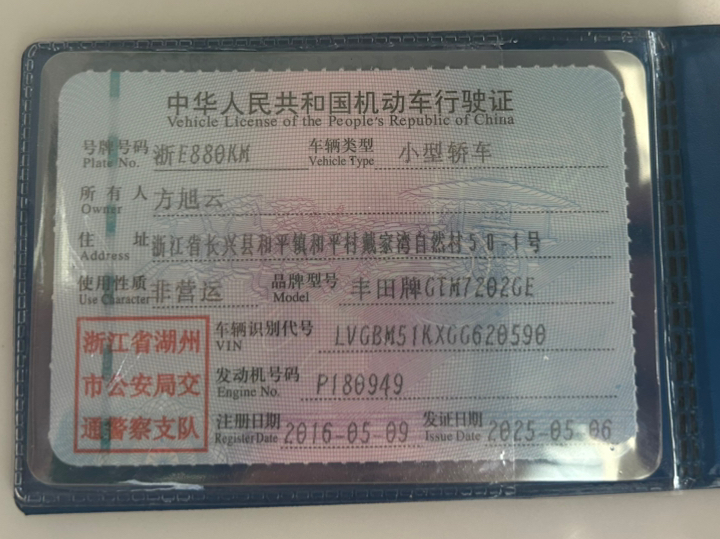 中华人民共和国机动车行驶证
Vehicle License of the People's Republic of China
号牌号码 浙E880KM 车辆类型 小型轿车
Plate No. Vehicle Type
所有人 方旭云
Owner
住址 浙江省长兴县和平镇和平村戴家湾自然村50-1号
Address
使用性质 非营运 品牌型号 丰田牌GTM7202GE
Use Character Model
浙江省湖州
市公安局交
通警察支队
车辆识别代号 LVGBM51KXGG620590
VIN
发动机号码 P180949
Engine No.
注册日期 2016-05-09 发证日期 2025-05-06
Register Date Issue Date